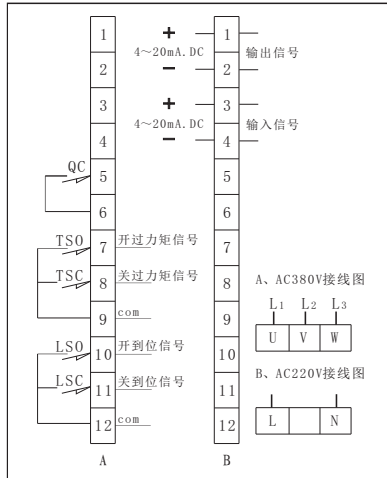 1
2
3
4
QC
5
6
TSO
7
开过力矩信号
TSC
8
关过力矩信号
9
com
LSO
10
开到位信号
LSC
11
关到位信号
12
com
A
+
4～20mA.DC
−
1
2
输出信号
+
4～20mA.DC
−
3
4
输入信号
5
6
7
8
9
10
11
12
B
A、AC380V接线图
L1 L2 L3
U V W
B、AC220V接线图
L N